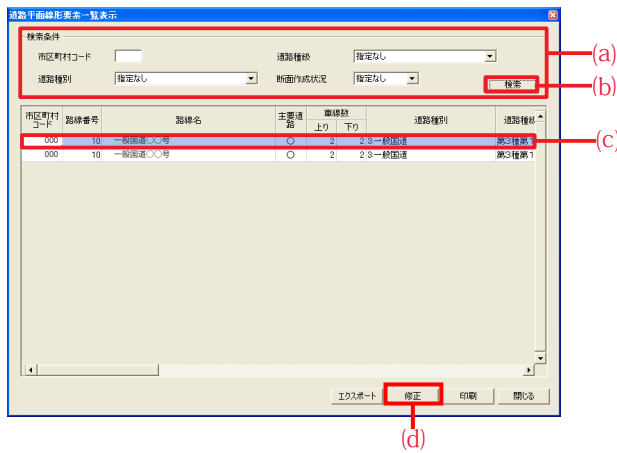 道路平面線形要素一覧表示
検索条件
市区町村コード 道路種級 指定なし
(a)
道路種別 指定なし 断面作成状況 指定なし 検索
(b)
市区町村コード 路線番号 路線名 主要道路 車線数 上り 下り 道路種別 道路種級
000 10 一般国道○○号 ○ 2 2 3:一般国道 第3種第1
(c)
000 10 一般国道○○号 ○ 2 2 3:一般国道 第3種第1
エクスポート 修正 印刷 閉じる
(d)